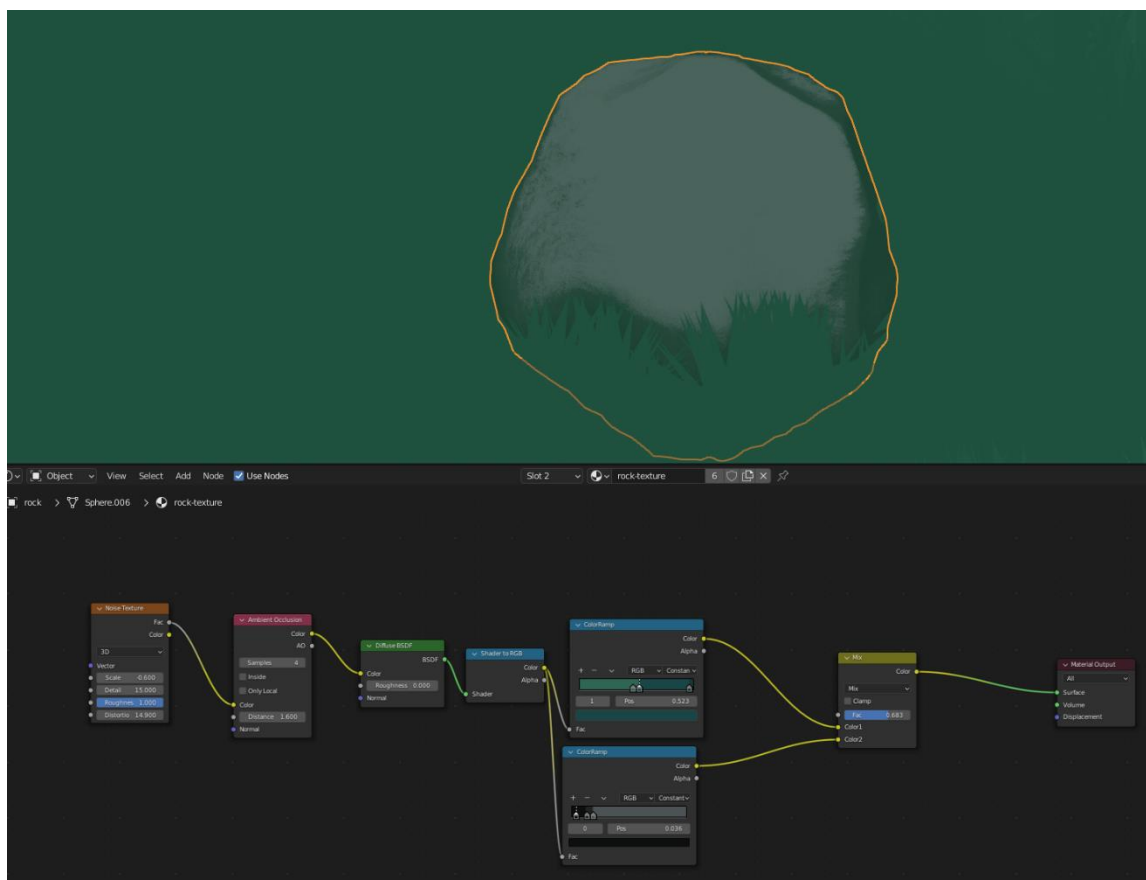 Object View Select Add Node Use Nodes Slot 2 rock-texture 6
rock > Sphere.006 > rock-texture
Noise Texture
Fac
Color
3D
Vector
Scale -0.600
Detail 15.000
Roughnes 1.000
Distortio 14.900
Ambient Occlusion
Color
AO
Samples 4
Inside
Only Local
Color
Distance 1.600
Normal
Diffuse BSDF
BSDF
Color
Roughness 0.000
Normal
Shader to RGB
Color
Alpha
Shader
ColorRamp
Color
Alpha
+ − RGB Constan
1 Pos 0.523
Fac
ColorRamp
Color
Alpha
+ − RGB Constant
0 Pos 0.036
Fac
Mix
Color
Mix
Clamp
Fac 0.683
Color1
Color2
Material Output
All
Surface
Volume
Displacement